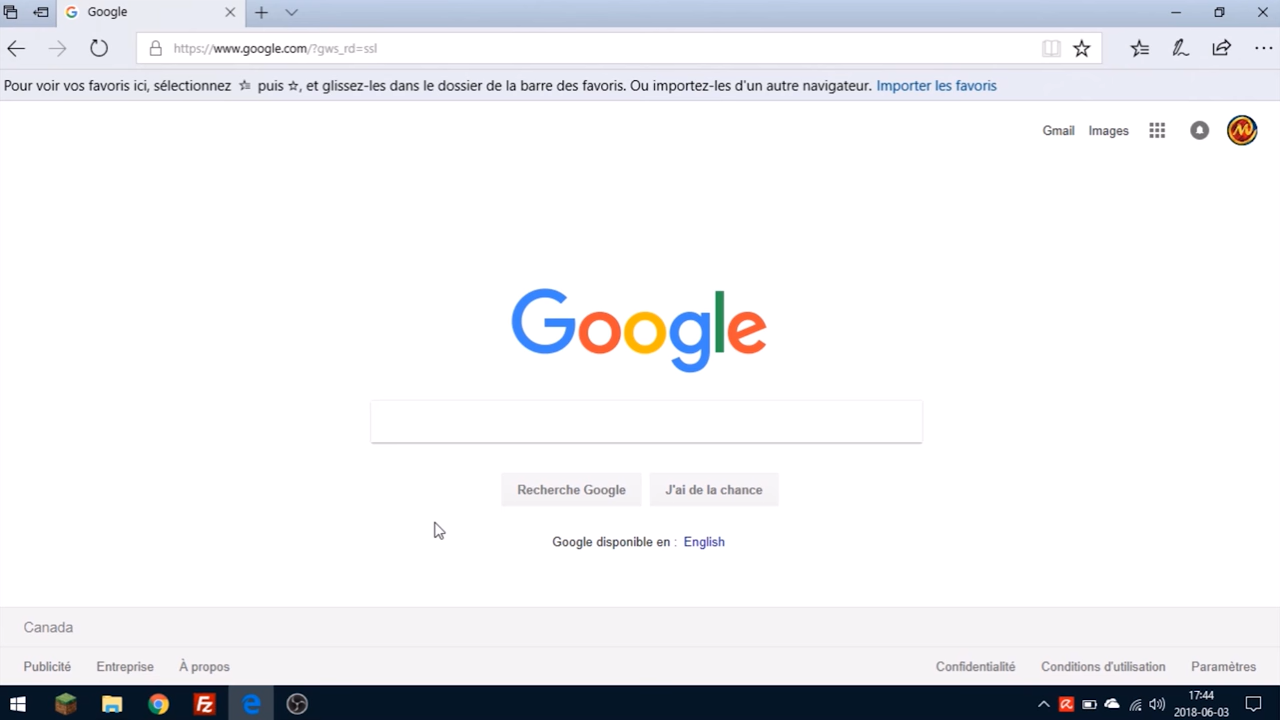 Google
https://www.google.com/?gws_rd=ssl
Pour voir vos favoris ici, sélectionnez puis , et glissez-les dans le dossier de la barre des favoris. Ou importez-les d'un autre navigateur. Importer les favoris
Gmail Images
M
Google
Recherche Google J'ai de la chance
Google disponible en : English
Canada
Publicité Entreprise À propos Confidentialité Conditions d'utilisation Paramètres
17:44
2018-06-03